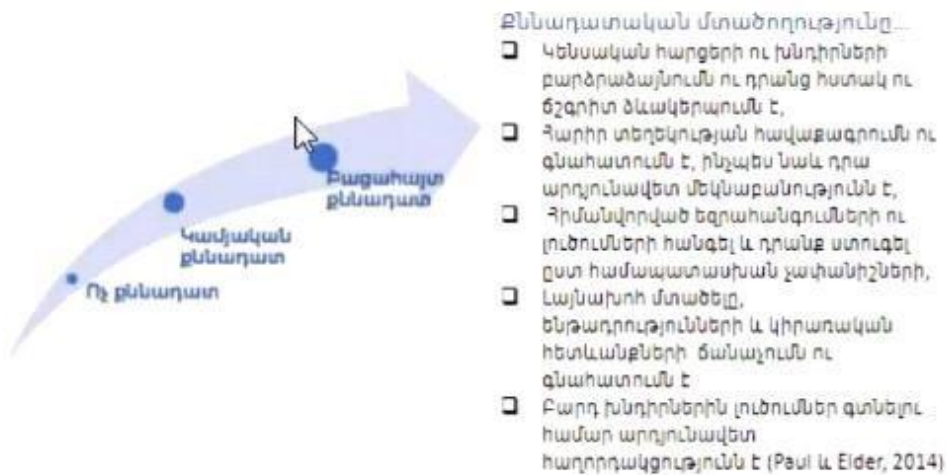 Քննադատական մտածողությունը...
Կենսական հարցերի ու խնդիրների
բարձրաձայնումն ու դրանց հստակ ու
ճշգրիտ ձևակերպումն է,
Հարիր տեղեկության հավաքագրումն ու
գնահատումն է, ինչպես նաև դրա
արդյունավետ մեկնաբանությունն է,
Հիմանվորված եզրահանգումների ու
լուծումների հանգել և դրանք ստուգել
ըստ համապատասխան չափանիշների,
Լայնախոհ մտածելը,
ենթադրությունների և կիրառական
հետևանքների ճանաչումն ու
գնահատումն է
Բարդ խնդիրներին լուծումներ գտնելու
համար արդյունավետ
հաղորդակցությունն է (Paul և Elder, 2014)
Բացահայտ
քննադատ
Կամյական
քննադատ
Ոչ քննադատ